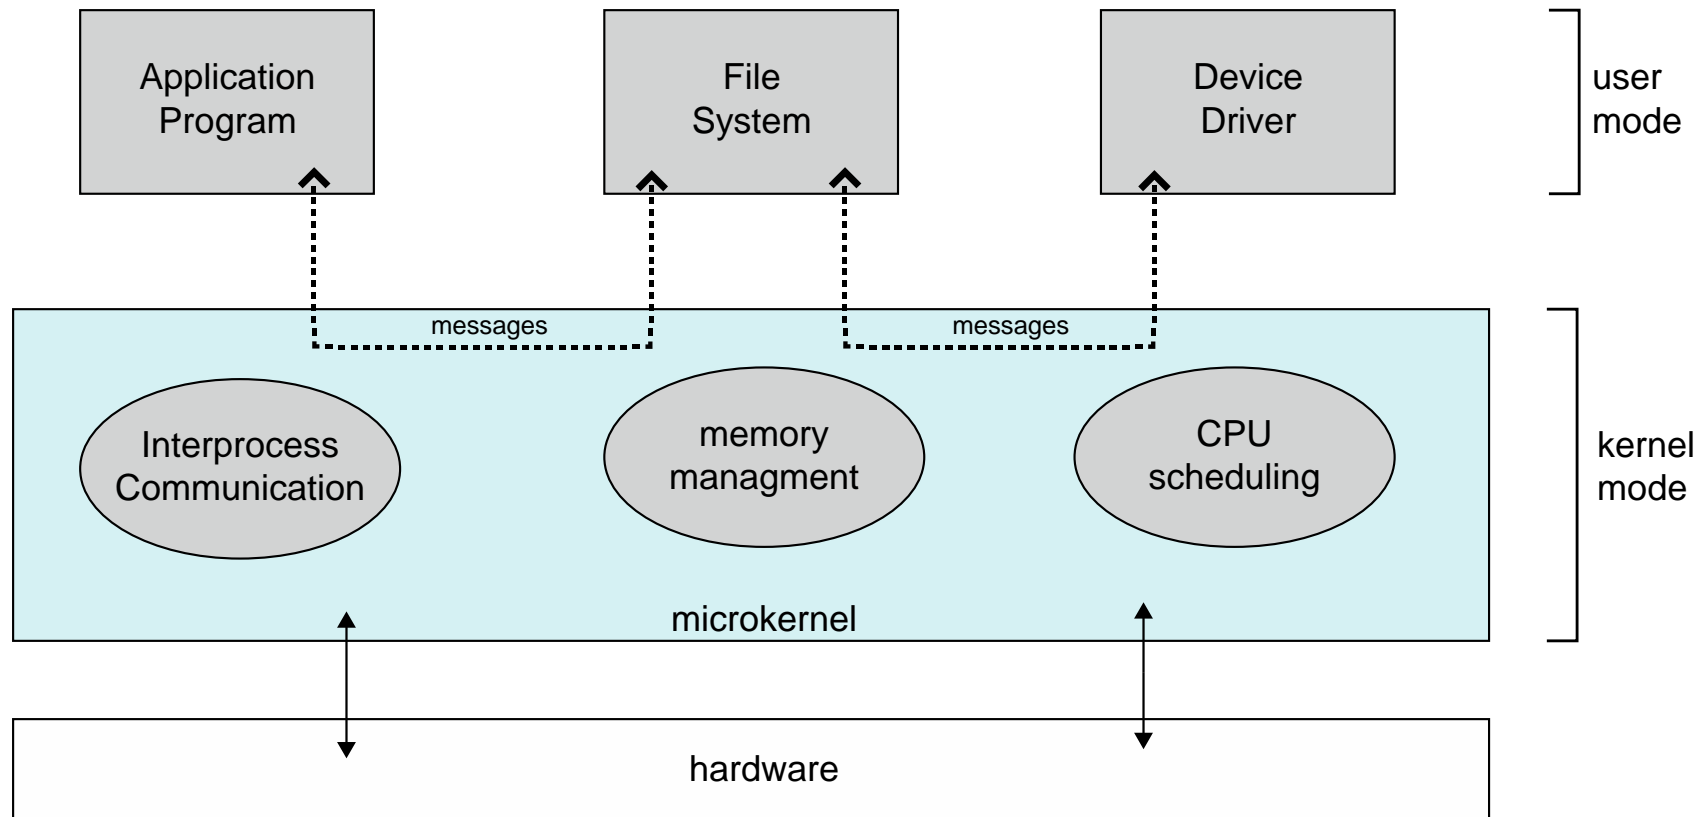 Application
Program
File
System
Device
Driver
user
mode
messages
messages
Interprocess
Communication
memory
managment
CPU
scheduling
kernel
mode
microkernel
hardware